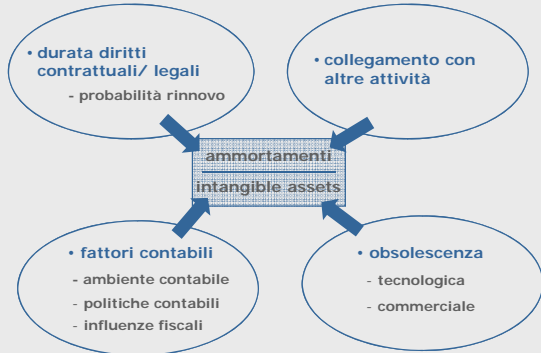 • durata diritti
contrattuali/ legali
- probabilità rinnovo
• collegamento con
altre attività
ammortamenti
intangible assets
• fattori contabili
- ambiente contabile
- politiche contabili
- influenze fiscali
• obsolescenza
- tecnologica
- commerciale